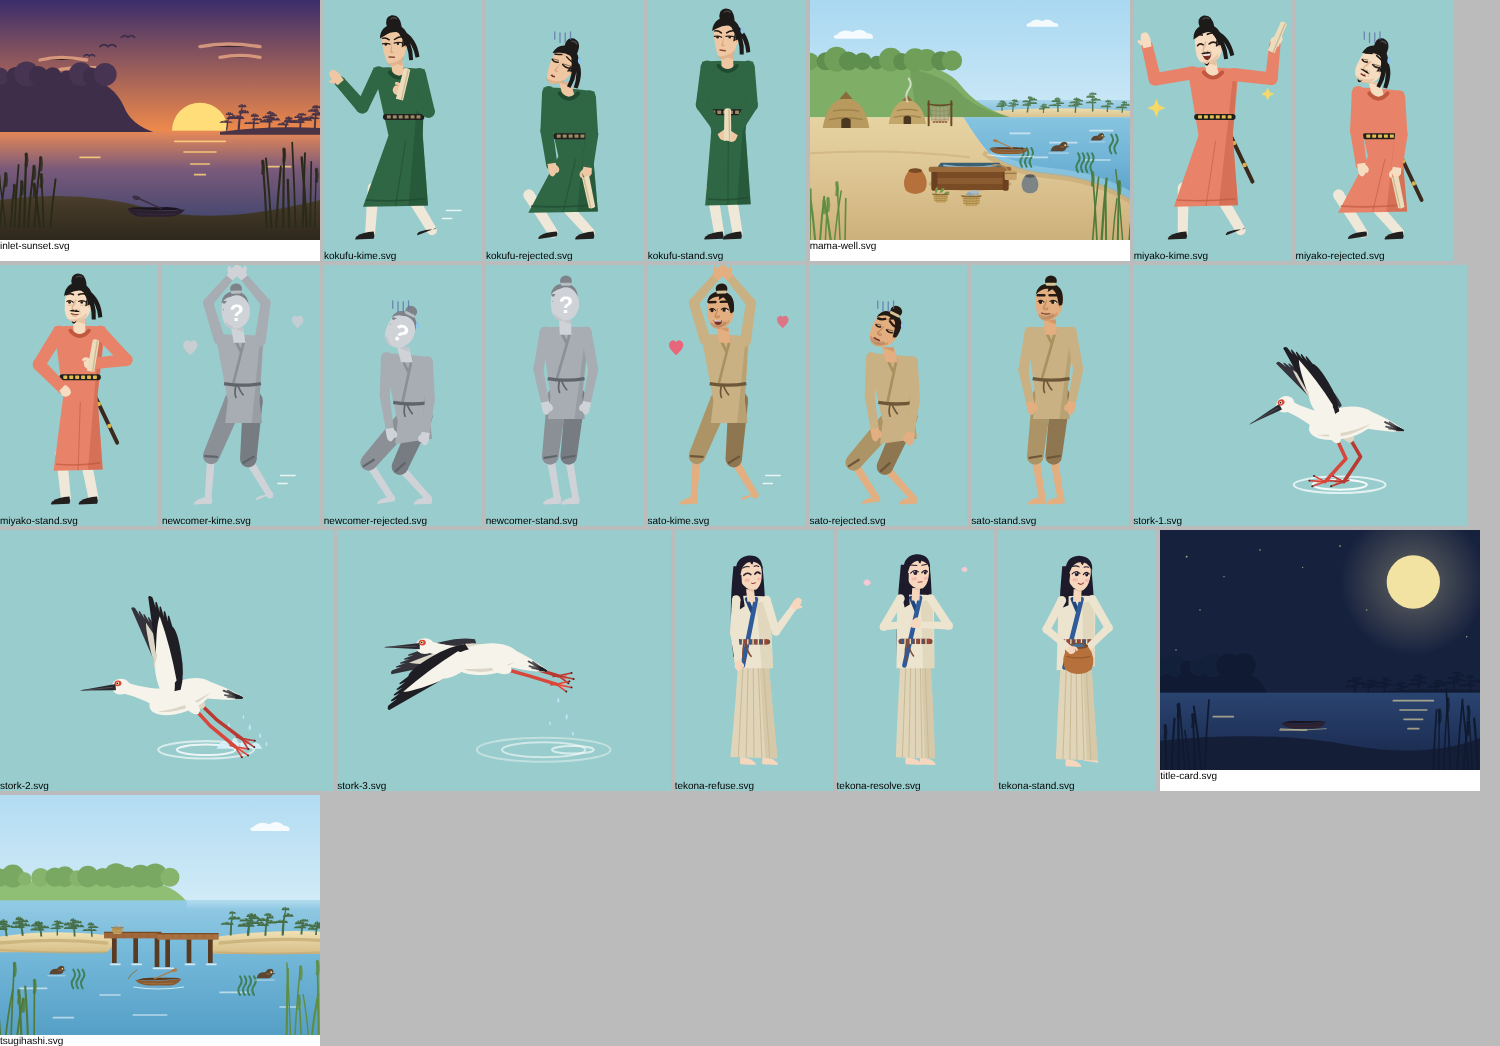 inlet-sunset.svg
kokufu-kime.svg
kokufu-rejected.svg
kokufu-stand.svg
mama-well.svg
miyako-kime.svg
miyako-rejected.svg
miyako-stand.svg
?
newcomer-kime.svg
?
newcomer-rejected.svg
?
newcomer-stand.svg
sato-kime.svg
sato-rejected.svg
sato-stand.svg
stork-1.svg
stork-2.svg
stork-3.svg
tekona-refuse.svg
tekona-resolve.svg
tekona-stand.svg
title-card.svg
tsugihashi.svg